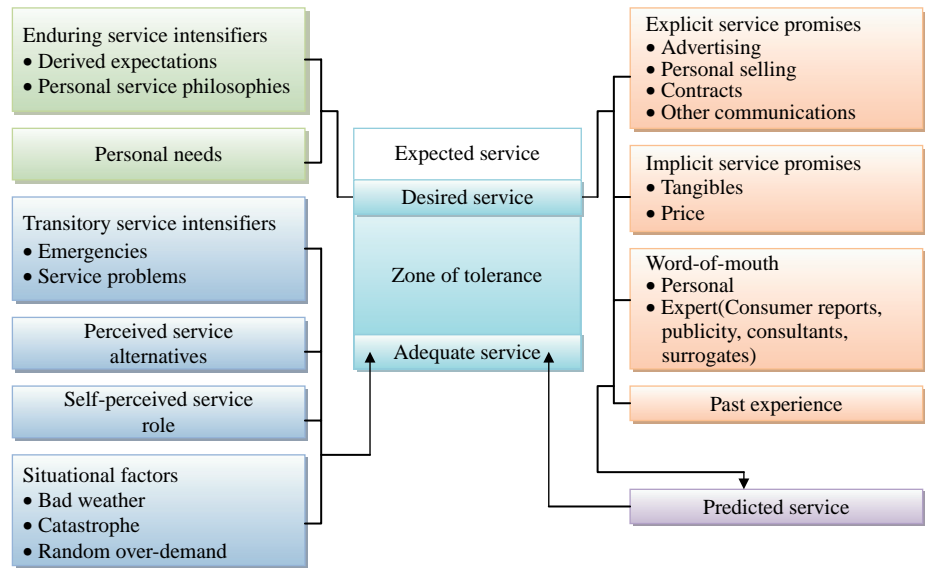 Enduring service intensifiers
• Derived expectations
• Personal service philosophies
Personal needs
Transitory service intensifiers
• Emergencies
• Service problems
Perceived service
alternatives
Self-perceived service
role
Situational factors
• Bad weather
• Catastrophe
• Random over-demand
Expected service
Desired service
Zone of tolerance
Adequate service
Explicit service promises
• Advertising
• Personal selling
• Contracts
• Other communications
Implicit service promises
• Tangibles
• Price
Word-of-mouth
• Personal
• Expert(Consumer reports,
publicity, consultants,
surrogates)
Past experience
Predicted service